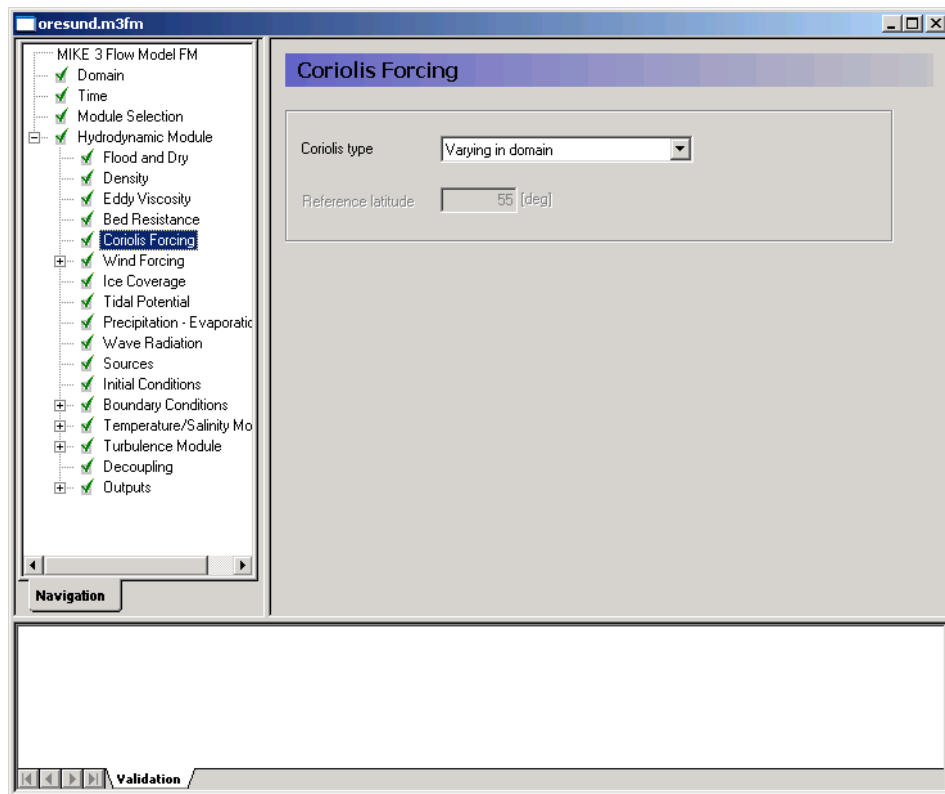 oresund.m3fm
MIKE 3 Flow Model FM
Domain
Time
Module Selection
Hydrodynamic Module
Flood and Dry
Density
Eddy Viscosity
Bed Resistance
Coriolis Forcing
Wind Forcing
Ice Coverage
Tidal Potential
Precipitation - Evaporatic
Wave Radiation
Sources
Initial Conditions
Boundary Conditions
Temperature/Salinity Mo
Turbulence Module
Decoupling
Outputs
Navigation
Coriolis Forcing
Coriolis type
Varying in domain
Reference latitude 55 [deg]
Validation